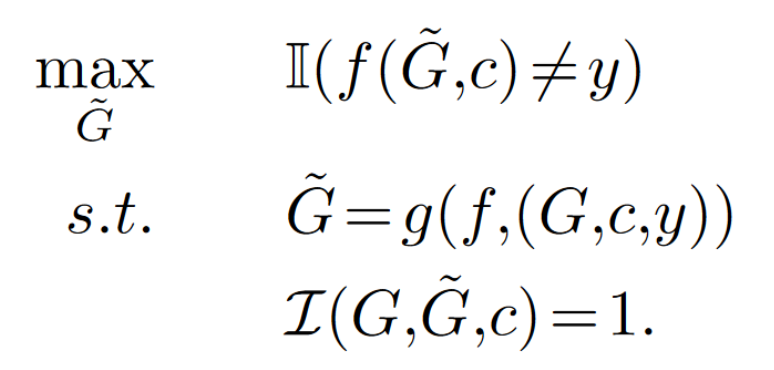 max_{G̃} 𝕀(f(G̃,c)≠y)
s.t. G̃=g(f,(G,c,y))
ℐ(G,G̃,c)=1.